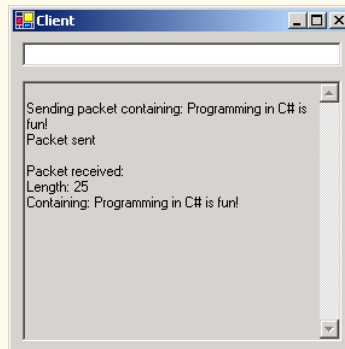 Client
Sending packet containing: Programming in C# is
fun!
Packet sent
Packet received:
Length: 25
Containing: Programming in C# is fun!